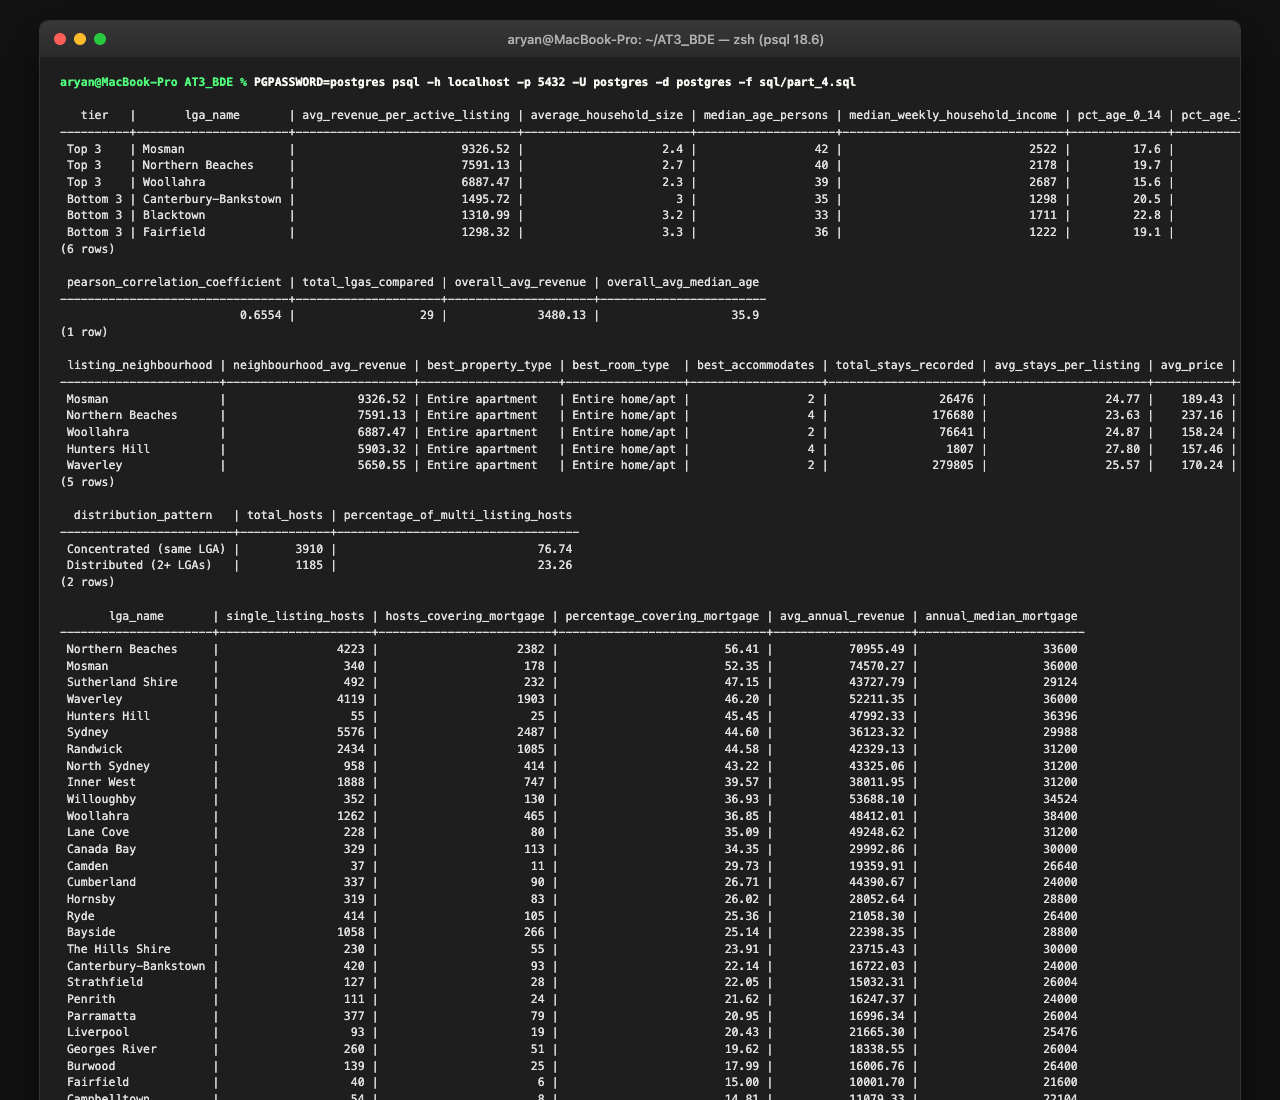 aryan@MacBook-Pro: ~/AT3_BDE — zsh (psql 18.6)
aryan@MacBook-Pro AT3_BDE % PGPASSWORD=postgres psql -h localhost -p 5432 -U postgres -d postgres -f sql/part_4.sql
tier | lga_name | avg_revenue_per_active_listing | average_household_size | median_age_persons | median_weekly_household_income | pct_age_0_14 | pct_age_1
Top 3 | Mosman | 9326.52 | 2.4 | 42 | 2522 | 17.6 |
Top 3 | Northern Beaches | 7591.13 | 2.7 | 40 | 2178 | 19.7 |
Top 3 | Woollahra | 6887.47 | 2.3 | 39 | 2687 | 15.6 |
Bottom 3 | Canterbury-Bankstown | 1495.72 | 3 | 35 | 1298 | 20.5 |
Bottom 3 | Blacktown | 1310.99 | 3.2 | 33 | 1711 | 22.8 |
Bottom 3 | Fairfield | 1298.32 | 3.3 | 36 | 1222 | 19.1 |
(6 rows)
pearson_correlation_coefficient | total_lgas_compared | overall_avg_revenue | overall_avg_median_age
0.6554 | 29 | 3480.13 | 35.9
(1 row)
listing_neighbourhood | neighbourhood_avg_revenue | best_property_type | best_room_type | best_accommodates | total_stays_recorded | avg_stays_per_listing | avg_price |
Mosman | 9326.52 | Entire apartment | Entire home/apt | 2 | 26476 | 24.77 | 189.43 |
Northern Beaches | 7591.13 | Entire apartment | Entire home/apt | 4 | 176680 | 23.63 | 237.16 |
Woollahra | 6887.47 | Entire apartment | Entire home/apt | 2 | 76641 | 24.87 | 158.24 |
Hunters Hill | 5903.32 | Entire apartment | Entire home/apt | 4 | 1807 | 27.80 | 157.46 |
Waverley | 5650.55 | Entire apartment | Entire home/apt | 2 | 279805 | 25.57 | 170.24 |
(5 rows)
distribution_pattern | total_hosts | percentage_of_multi_listing_hosts
Concentrated (same LGA) | 3910 | 76.74
Distributed (2+ LGAs) | 1185 | 23.26
(2 rows)
lga_name | single_listing_hosts | hosts_covering_mortgage | percentage_covering_mortgage | avg_annual_revenue | annual_median_mortgage
Northern Beaches | 4223 | 2382 | 56.41 | 70955.49 | 33600
Mosman | 340 | 178 | 52.35 | 74570.27 | 36000
Sutherland Shire | 492 | 232 | 47.15 | 43727.79 | 29124
Waverley | 4119 | 1903 | 46.20 | 52211.35 | 36000
Hunters Hill | 55 | 25 | 45.45 | 47992.33 | 36396
Sydney | 5576 | 2487 | 44.60 | 36123.32 | 29988
Randwick | 2434 | 1085 | 44.58 | 42329.13 | 31200
North Sydney | 958 | 414 | 43.22 | 43325.06 | 31200
Inner West | 1888 | 747 | 39.57 | 38011.95 | 31200
Willoughby | 352 | 130 | 36.93 | 53688.10 | 34524
Woollahra | 1262 | 465 | 36.85 | 48412.01 | 38400
Lane Cove | 228 | 80 | 35.09 | 49248.62 | 31200
Canada Bay | 329 | 113 | 34.35 | 29992.86 | 30000
Camden | 37 | 11 | 29.73 | 19359.91 | 26640
Cumberland | 337 | 90 | 26.71 | 44390.67 | 24000
Hornsby | 319 | 83 | 26.02 | 28052.64 | 28800
Ryde | 414 | 105 | 25.36 | 21058.30 | 26400
Bayside | 1058 | 266 | 25.14 | 22398.35 | 28800
The Hills Shire | 230 | 55 | 23.91 | 23715.43 | 30000
Canterbury-Bankstown | 420 | 93 | 22.14 | 16722.03 | 24000
Strathfield | 127 | 28 | 22.05 | 15032.31 | 26004
Penrith | 111 | 24 | 21.62 | 16247.37 | 24000
Parramatta | 377 | 79 | 20.95 | 16996.34 | 26004
Liverpool | 93 | 19 | 20.43 | 21665.30 | 25476
Georges River | 260 | 51 | 19.62 | 18338.55 | 26004
Burwood | 139 | 25 | 17.99 | 16006.76 | 26400
Fairfield | 40 | 6 | 15.00 | 10001.70 | 21600
Campbelltown | 54 | 8 | 14.81 | 11079.33 | 22104